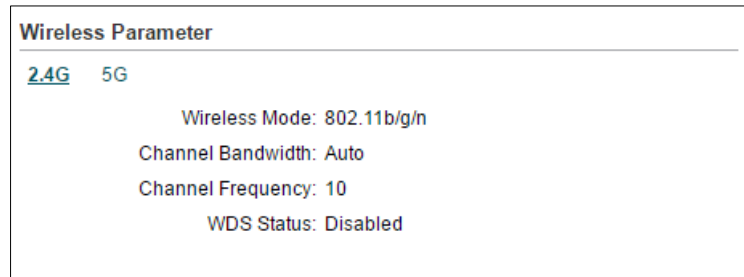 Wireless Parameter
2.4G 5G
Wireless Mode: 802.11b/g/n
Channel Bandwidth: Auto
Channel Frequency: 10
WDS Status: Disabled